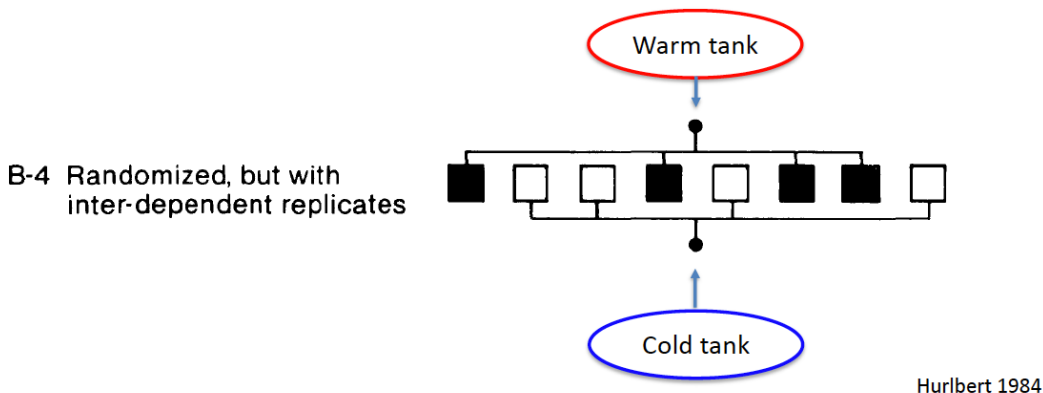 Warm tank
B-4 Randomized, but with
inter-dependent replicates
Cold tank
Hurlbert 1984